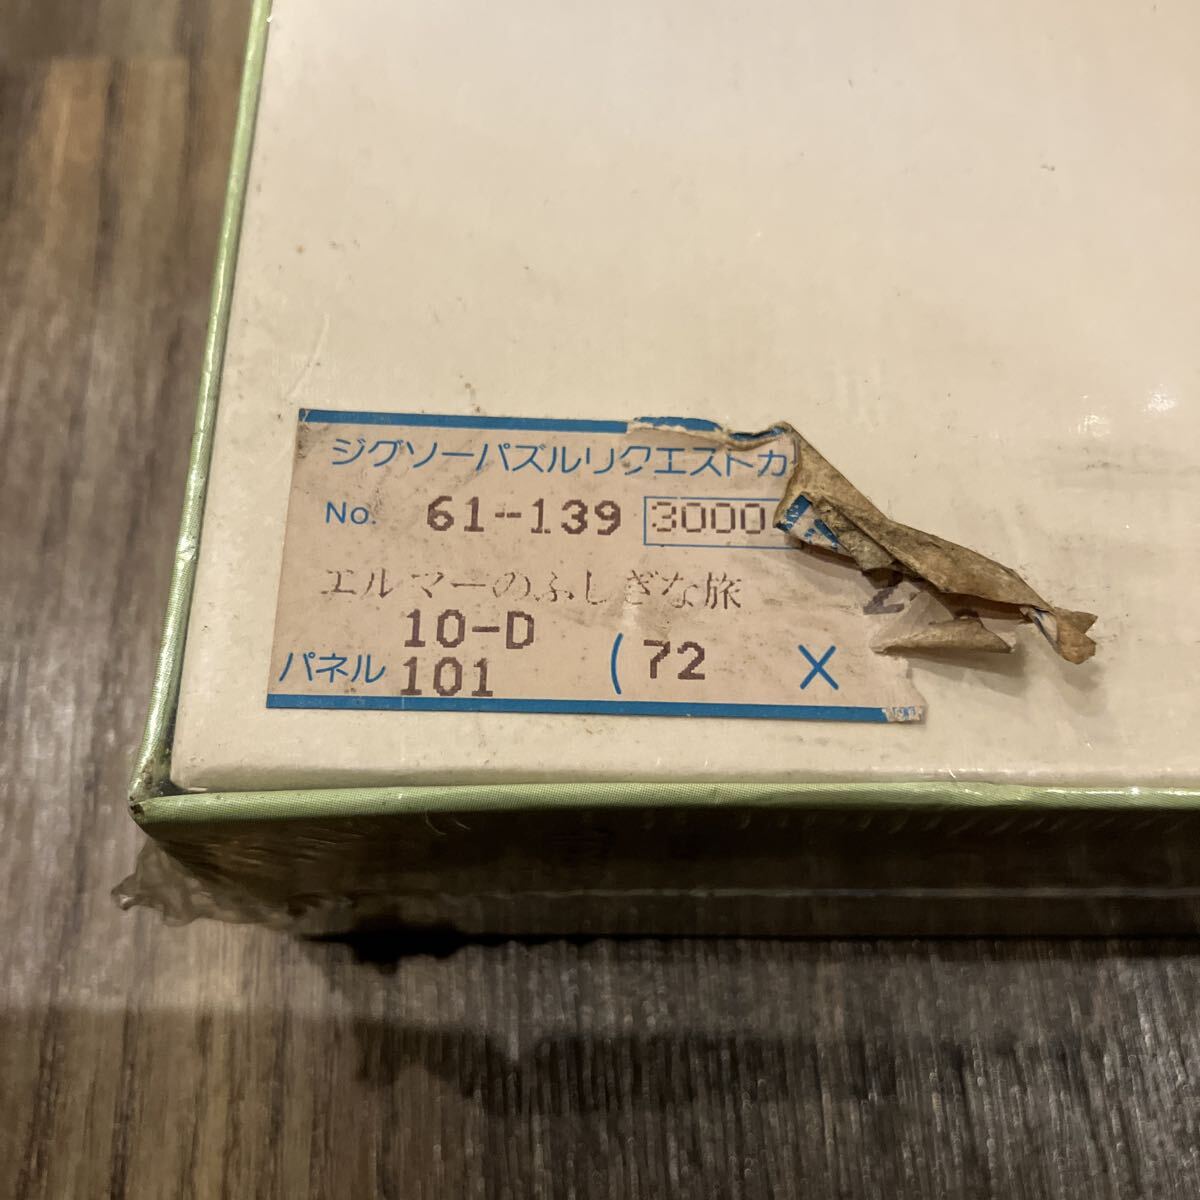 ジグソーパズルリクエストカ
No. 61-139 3000
エルマーのふしぎな旅
10-D
パネル 101 (72 ×